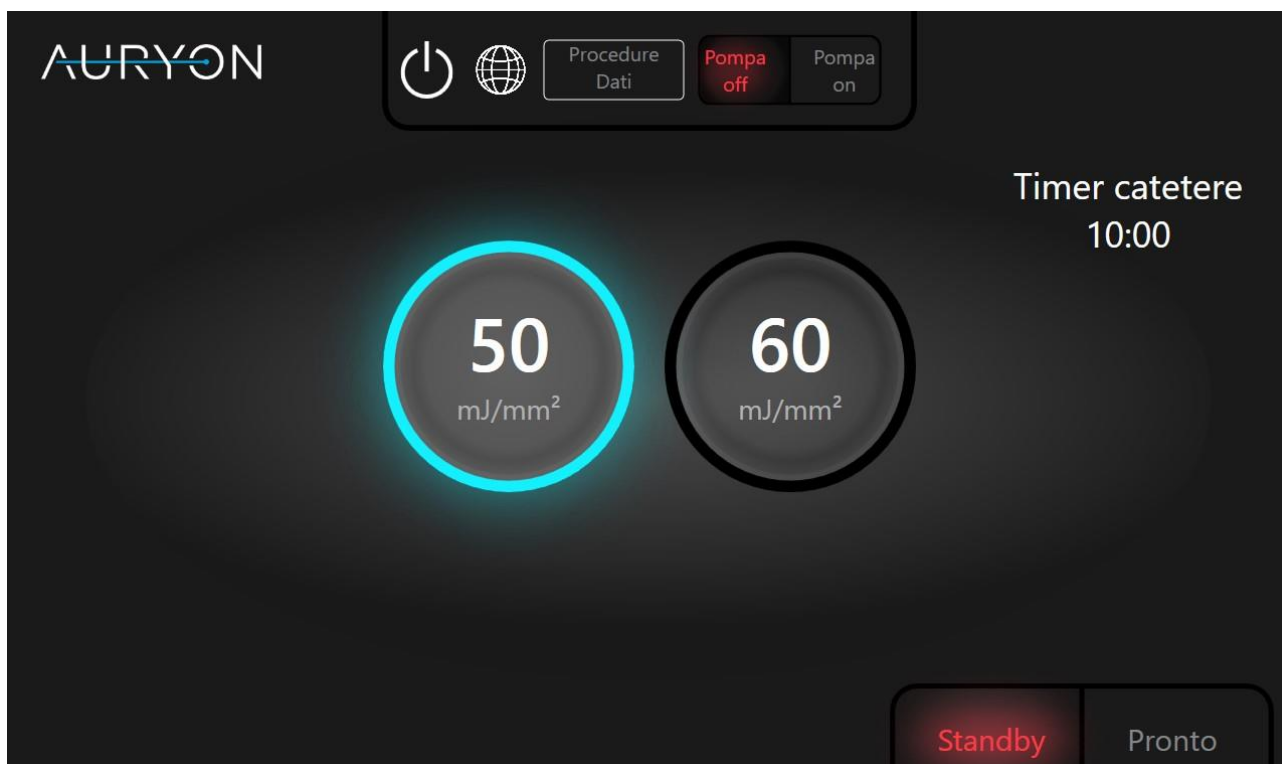 AURYON
Procedure
Dati
Pompa
off
Pompa
on
Timer catetere
10:00
50
mJ/mm²
60
mJ/mm²
Standby
Pronto